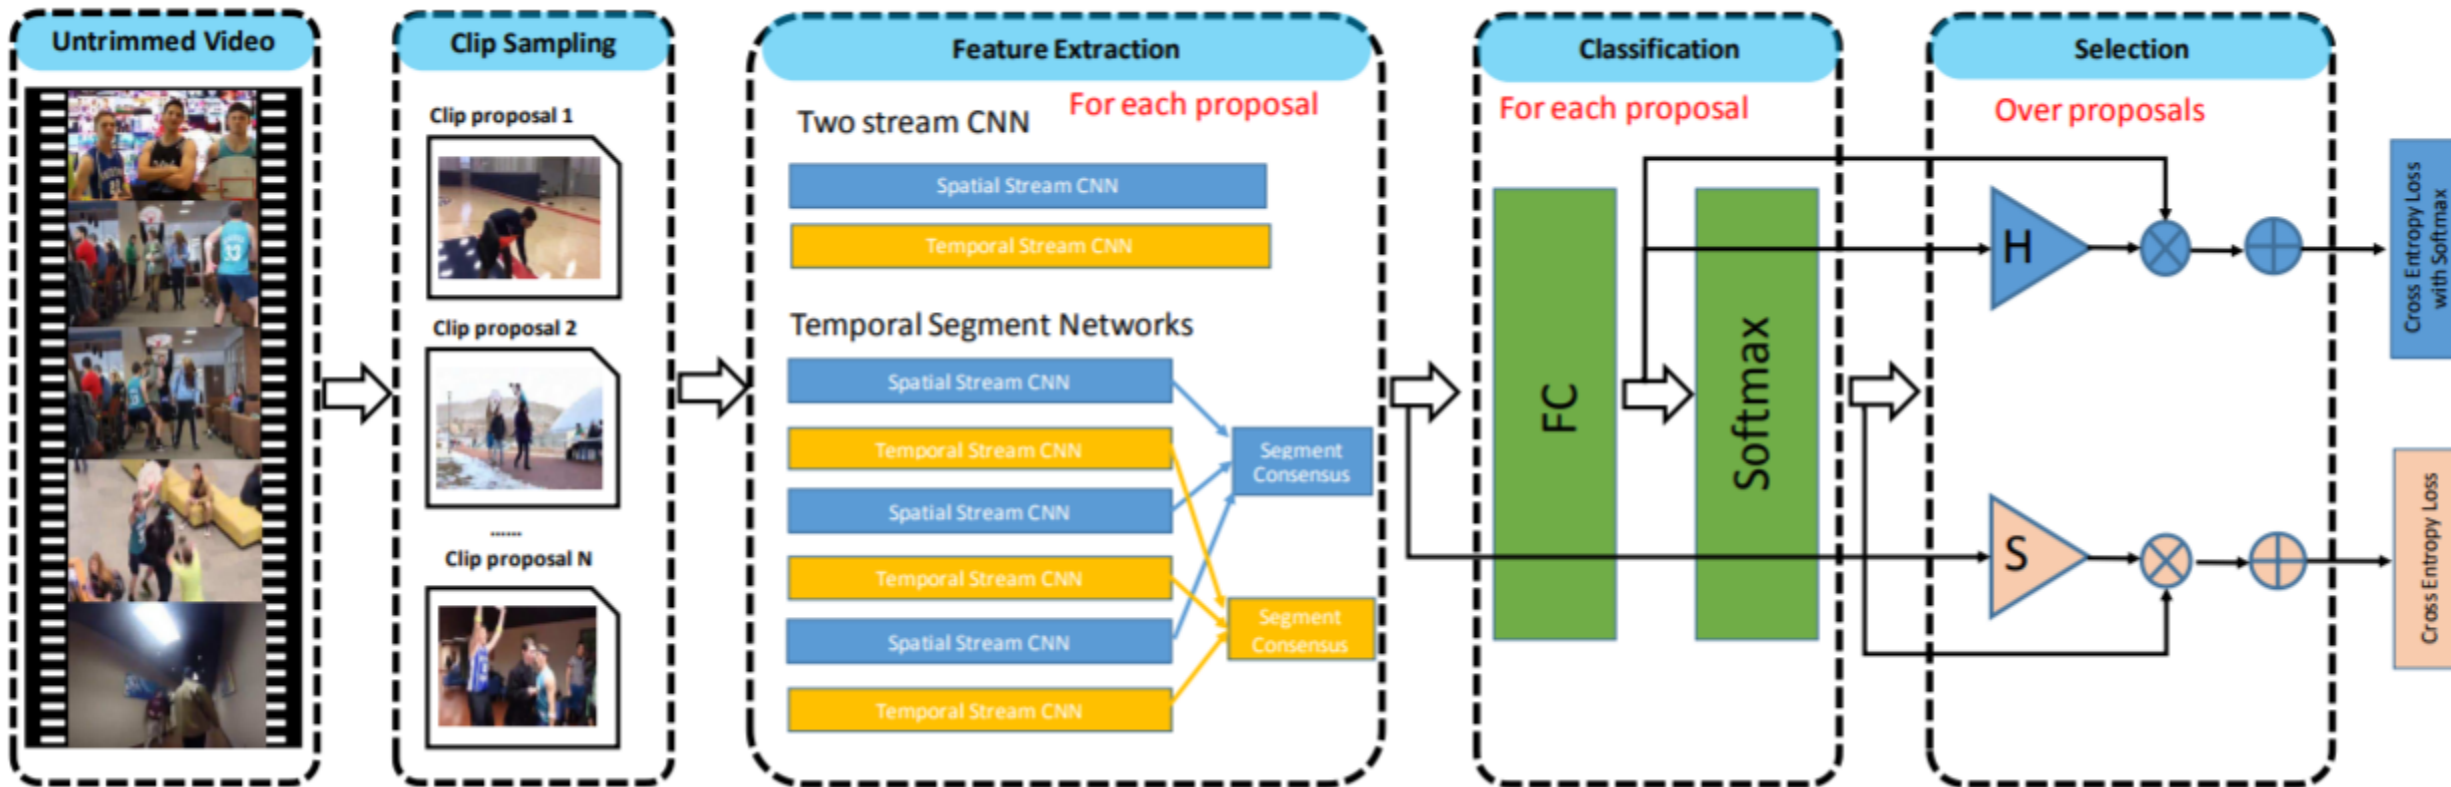 Untrimmed Video
Clip Sampling
Clip proposal 1
Clip proposal 2
......
Clip proposal N
Feature Extraction
For each proposal
Two stream CNN
Spatial Stream CNN
Temporal Stream CNN
Temporal Segment Networks
Spatial Stream CNN
Temporal Stream CNN
Spatial Stream CNN
Temporal Stream CNN
Spatial Stream CNN
Temporal Stream CNN
Segment
Consensus
Segment
Consensus
Classification
For each proposal
FC
Softmax
Selection
Over proposals
H
S
Cross Entropy Loss
with Softmax
Cross Entropy Loss